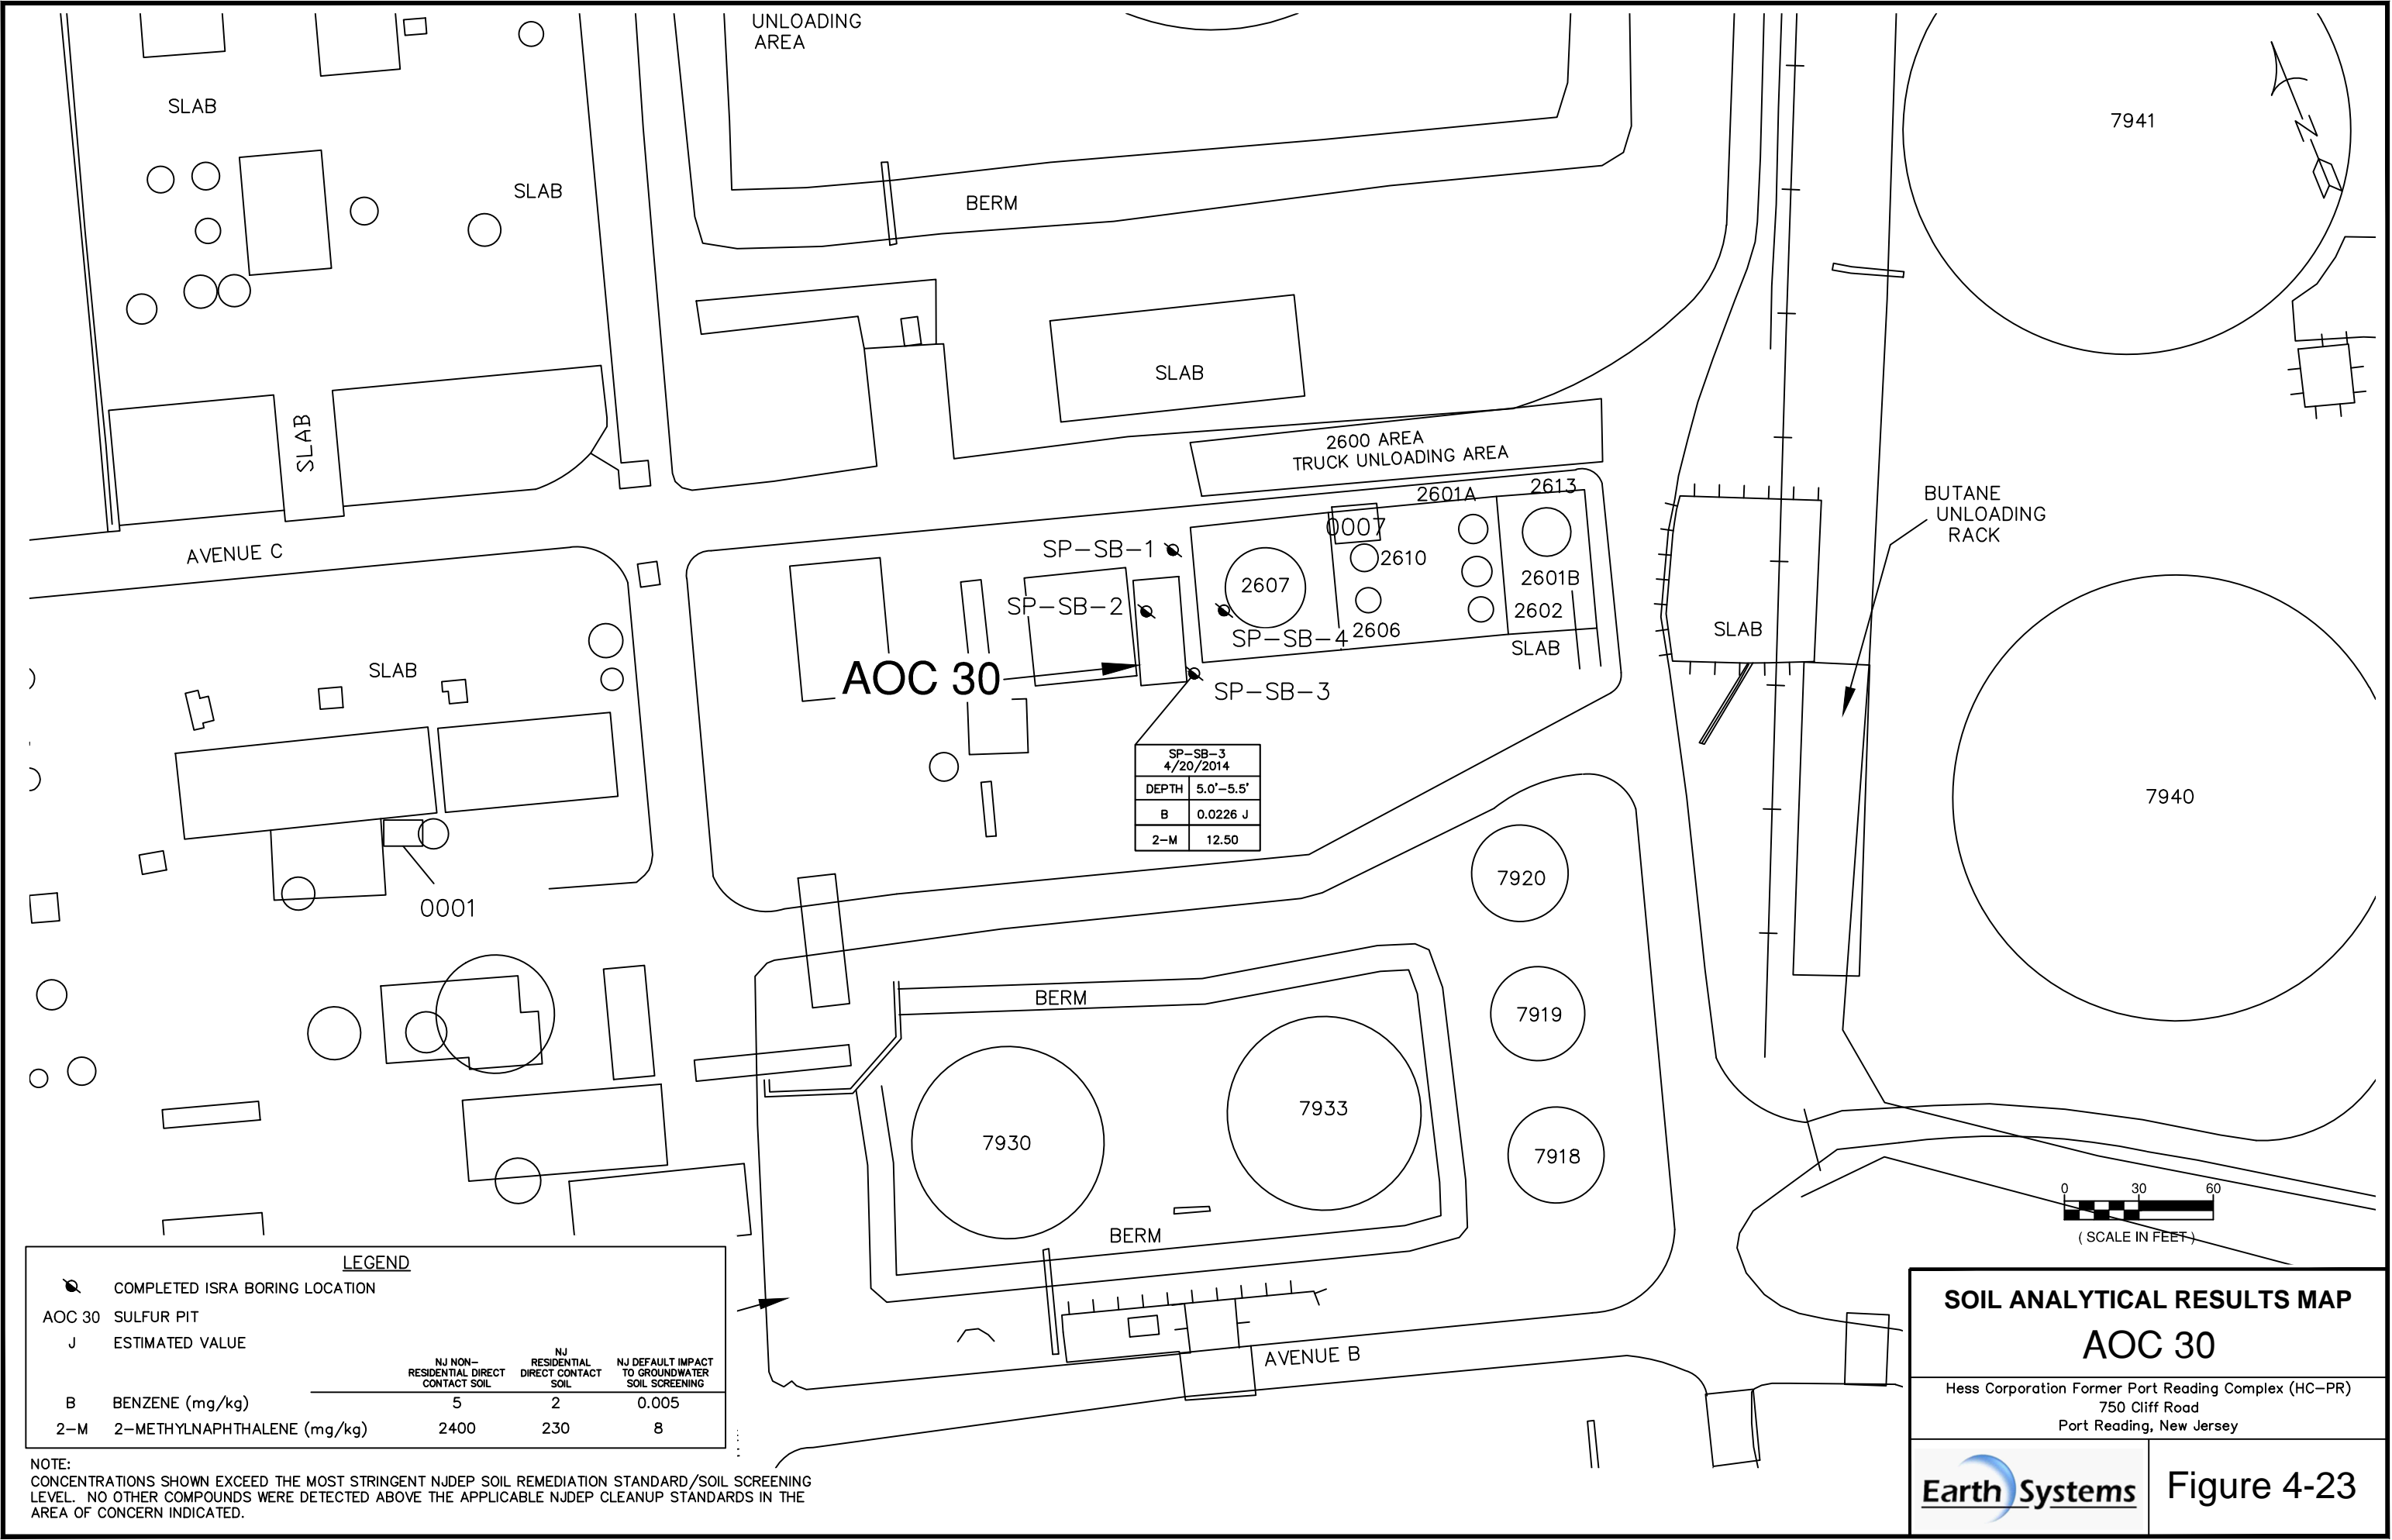 UNLOADING
AREA
SLAB
SLAB
BERM
7941
N
SLAB
SLAB
2600 AREA
TRUCK UNLOADING AREA
AVENUE C
2601A
2613
0007
SP-SB-1
2610
2607
2601B
SP-SB-2
2602
SP-SB-4
2606
SLAB
BUTANE
UNLOADING
RACK
SLAB
SLAB
AOC 30
SP-SB-3
SP-SB-3
4/20/2014
DEPTH 5.0'-5.5'
B 0.0226 J
2-M 12.50
7940
0001
7920
BERM
7919
7933
7930
7918
BERM
AVENUE B
0 30 60
( SCALE IN FEET )
LEGEND
COMPLETED ISRA BORING LOCATION
AOC 30 SULFUR PIT
J ESTIMATED VALUE
NJ NON-
RESIDENTIAL DIRECT
CONTACT SOIL
NJ
RESIDENTIAL
DIRECT CONTACT
SOIL
NJ DEFAULT IMPACT
TO GROUNDWATER
SOIL SCREENING
B BENZENE (mg/kg) 5 2 0.005
2-M 2-METHYLNAPHTHALENE (mg/kg) 2400 230 8
NOTE:
CONCENTRATIONS SHOWN EXCEED THE MOST STRINGENT NJDEP SOIL REMEDIATION STANDARD/SOIL SCREENING
LEVEL. NO OTHER COMPOUNDS WERE DETECTED ABOVE THE APPLICABLE NJDEP CLEANUP STANDARDS IN THE
AREA OF CONCERN INDICATED.
SOIL ANALYTICAL RESULTS MAP
AOC 30
Hess Corporation Former Port Reading Complex (HC-PR)
750 Cliff Road
Port Reading, New Jersey
Earth Systems
Figure 4-23